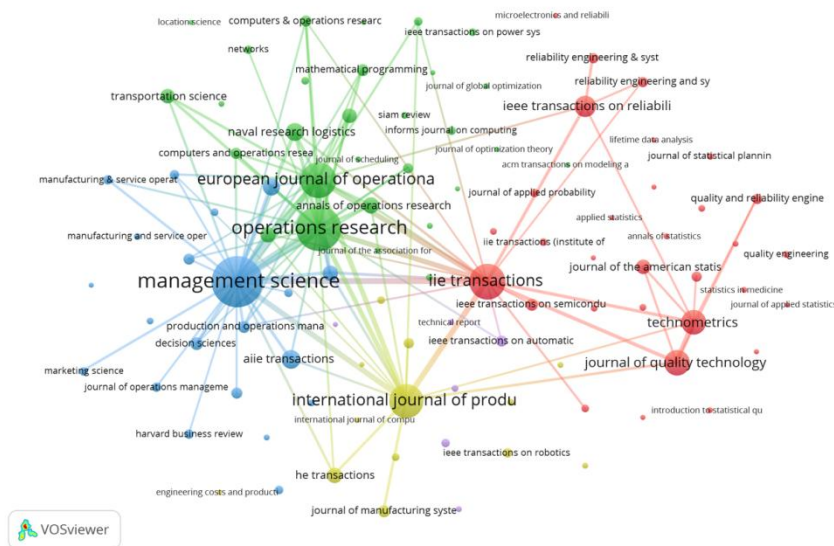 microelectronics and reliabili
location science
computers & operations researc
ieee transactions on power sys
networks
reliability engineering & syst
mathematical programming
reliability engineering and sy
journal of global optimization
transportation science
ieee transactions on reliabili
siam review
naval research logistics
informs journal on computing
lifetime data analysis
computers and operations resea
journal of scheduling
journal of optimization theory
journal of statistical plannin
acm transactions on modeling a
manufacturing & service operat
european journal of operationa
journal of applied probability
quality and reliability engine
annals of operations research
applied statistics
operations research
manufacturing and service oper
annals of statistics
iie transactions (institute of
journal of the association for
quality engineering
journal of the american statis
management science
iie transactions
statistics in medicine
ieee transactions on semicondu
journal of applied statistics
technical report
technometrics
production and operations mana
decision sciences
ieee transactions on automatic
aiie transactions
journal of quality technology
marketing science
journal of operations manageme
international journal of produ
introduction to statistical qu
international journal of compu
harvard business review
ieee transactions on robotics
he transactions
engineering costs and producti
journal of manufacturing syste
VOSviewer